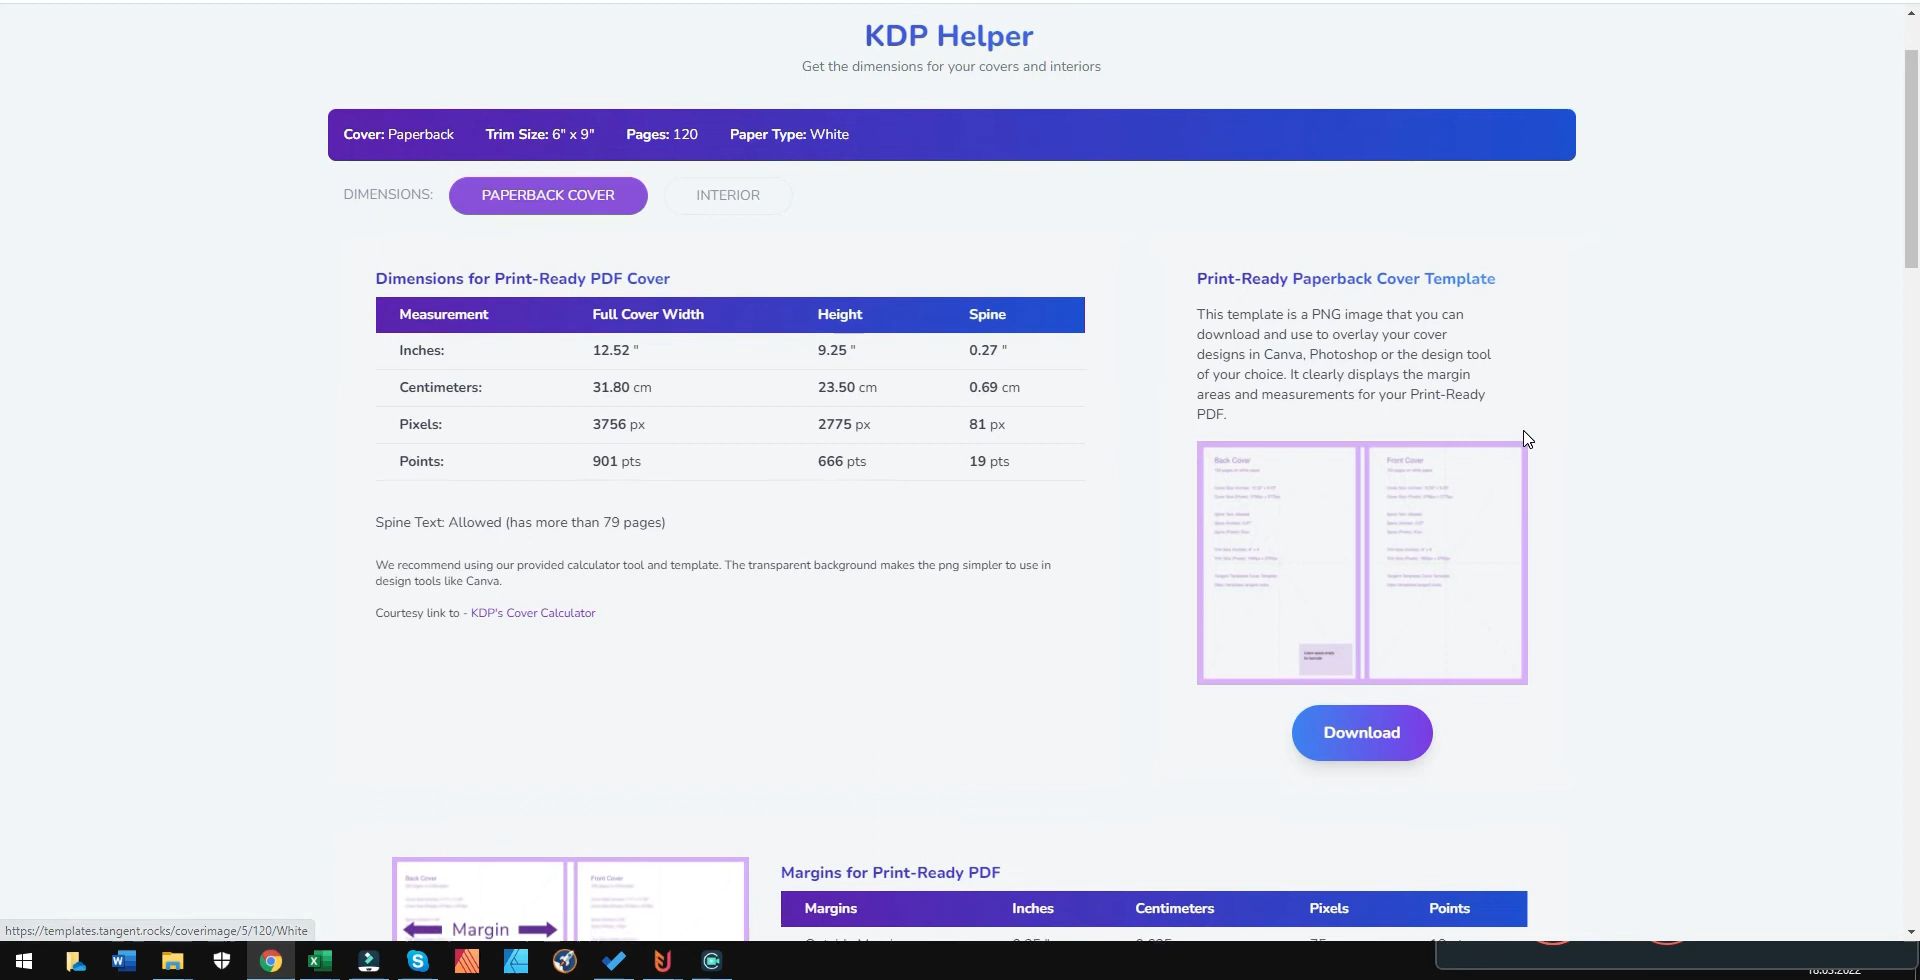 KDP Helper
Get the dimensions for your covers and interiors
Cover: Paperback Trim Size: 6" x 9" Pages: 120 Paper Type: White
DIMENSIONS: PAPERBACK COVER INTERIOR
Dimensions for Print-Ready PDF Cover
Measurement Full Cover Width Height Spine
Inches: 12.52 " 9.25 " 0.27 "
Centimeters: 31.80 cm 23.50 cm 0.69 cm
Pixels: 3756 px 2775 px 81 px
Points: 901 pts 666 pts 19 pts
Spine Text: Allowed (has more than 79 pages)
We recommend using our provided calculator tool and template. The transparent background makes the png simpler to use in
design tools like Canva.
Courtesy link to - KDP's Cover Calculator
Print-Ready Paperback Cover Template
This template is a PNG image that you can
download and use to overlay your cover
designs in Canva, Photoshop or the design tool
of your choice. It clearly displays the margin
areas and measurements for your Print-Ready
PDF.
Back Cover
Front Cover
Download
Back Cover
Front Cover
Margin
Margins for Print-Ready PDF
Margins Inches Centimeters Pixels Points
https://templates.tangent.rocks/coverimage/5/120/White